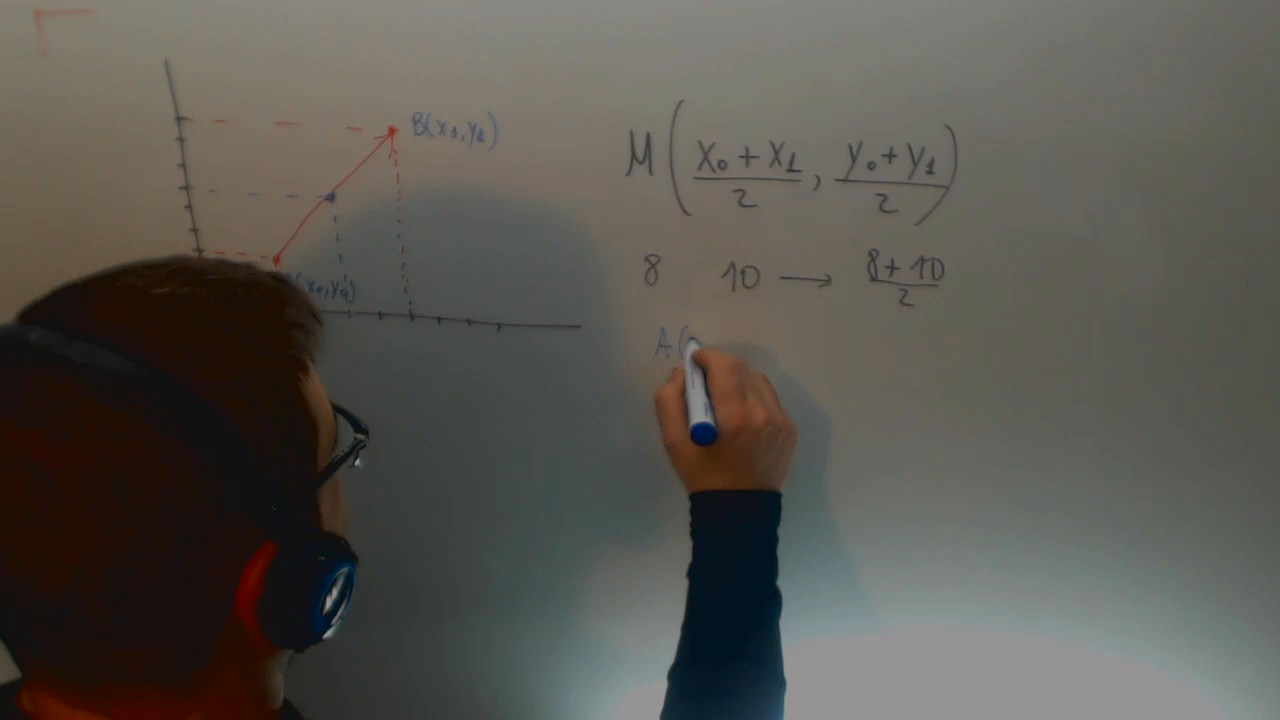 B(x₁,y₁)
(x₀,y₀)
M((x₀+x₁)/2, (y₀+y₁)/2)
8 10 → (8+10)/2
A(